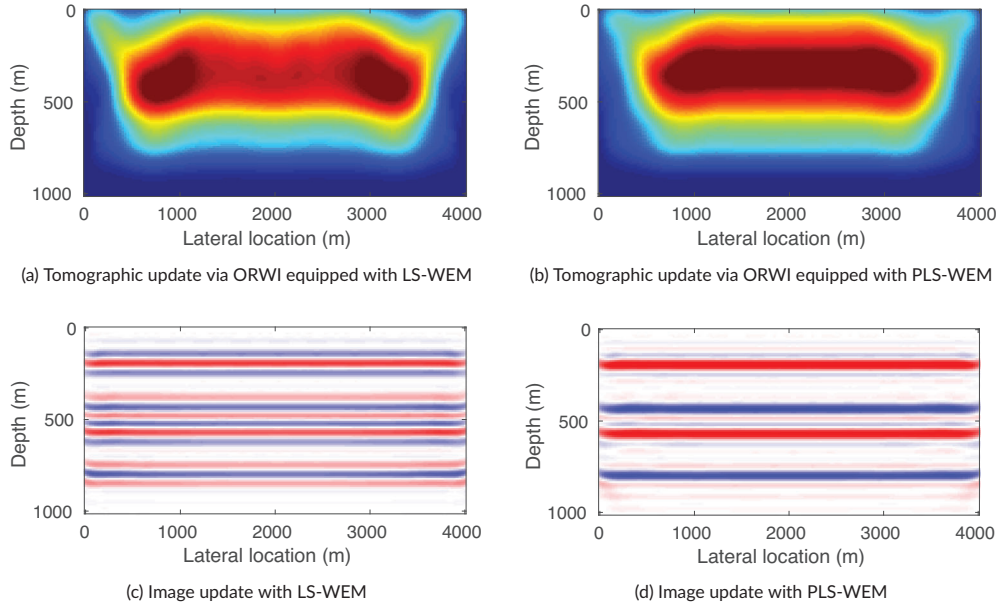 0
500
1000
Depth (m)
0
1000
2000
3000
4000
Lateral location (m)
(a) Tomographic update via ORWI equipped with LS-WEM
0
500
1000
Depth (m)
0
1000
2000
3000
4000
Lateral location (m)
(b) Tomographic update via ORWI equipped with PLS-WEM
0
500
1000
Depth (m)
0
1000
2000
3000
4000
Lateral location (m)
(c) Image update with LS-WEM
0
500
1000
Depth (m)
0
1000
2000
3000
4000
Lateral location (m)
(d) Image update with PLS-WEM